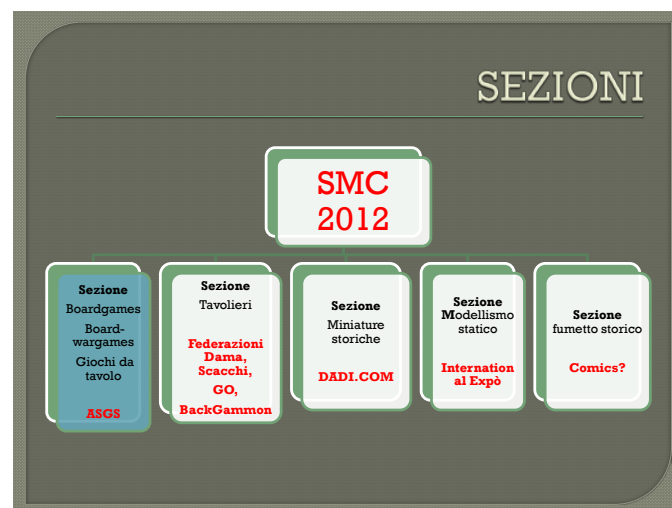 SEZIONI
SMC
2012
Sezione
Boardgames
Board-
wargames
Giochi da
tavolo
ASGS
Sezione
Tavolieri
Federazioni
Dama,
Scacchi,
GO,
BackGammon
Sezione
Miniature
storiche
DADI.COM
Sezione
Modellismo
statico
Internation
al Expò
Sezione
fumetto storico
Comics?